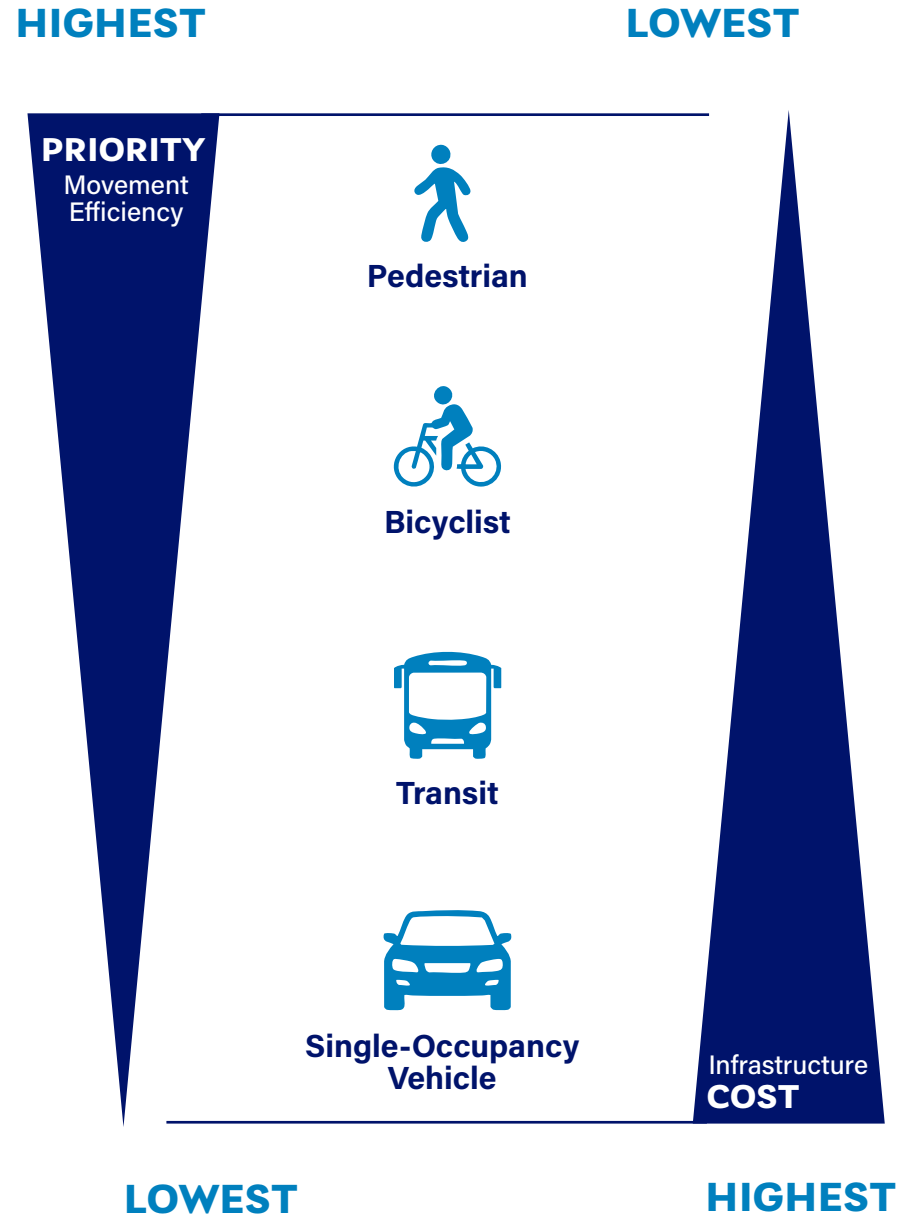 HIGHEST
LOWEST
PRIORITY
Movement
Efficiency
Pedestrian
Bicyclist
Transit
Single-Occupancy
Vehicle
Infrastructure
COST
LOWEST
HIGHEST